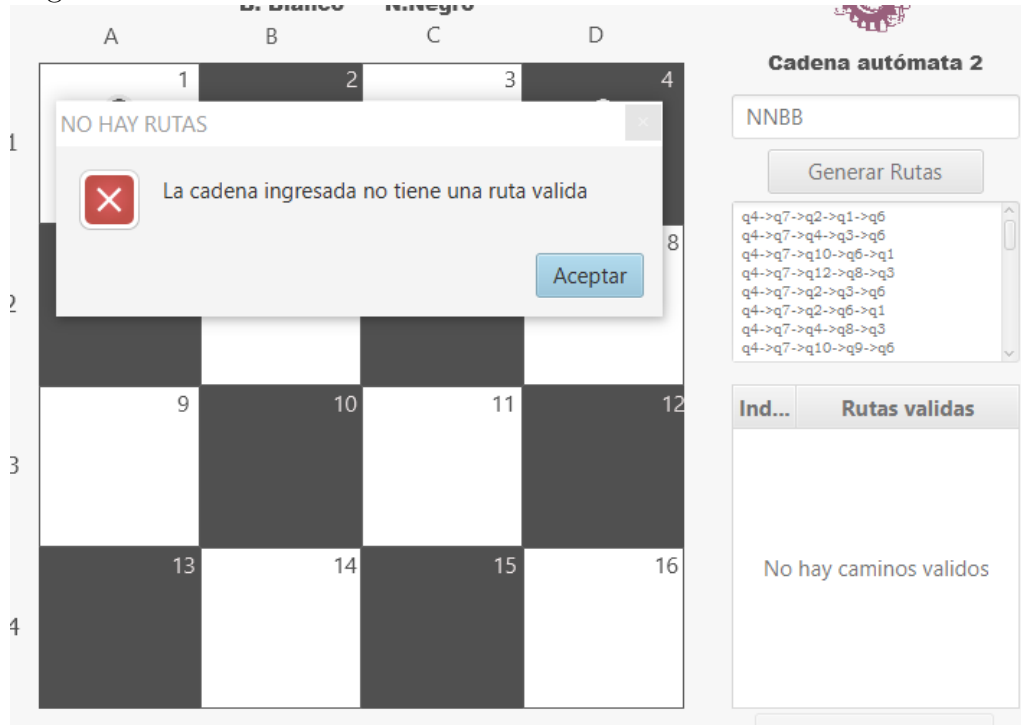 B. Blanco N.Negro
A B C D
1 2 3 4
1
NO HAY RUTAS
La cadena ingresada no tiene una ruta valida
Aceptar
8
2
9 10 11 12
3
13 14 15 16
4
Cadena autómata 2
NNBB
Generar Rutas
q4->q7->q2->q1->q6
q4->q7->q4->q3->q6
q4->q7->q10->q6->q1
q4->q7->q12->q8->q3
q4->q7->q2->q3->q6
q4->q7->q2->q6->q1
q4->q7->q4->q8->q3
q4->q7->q10->q9->q6
Ind... Rutas validas
No hay caminos validos